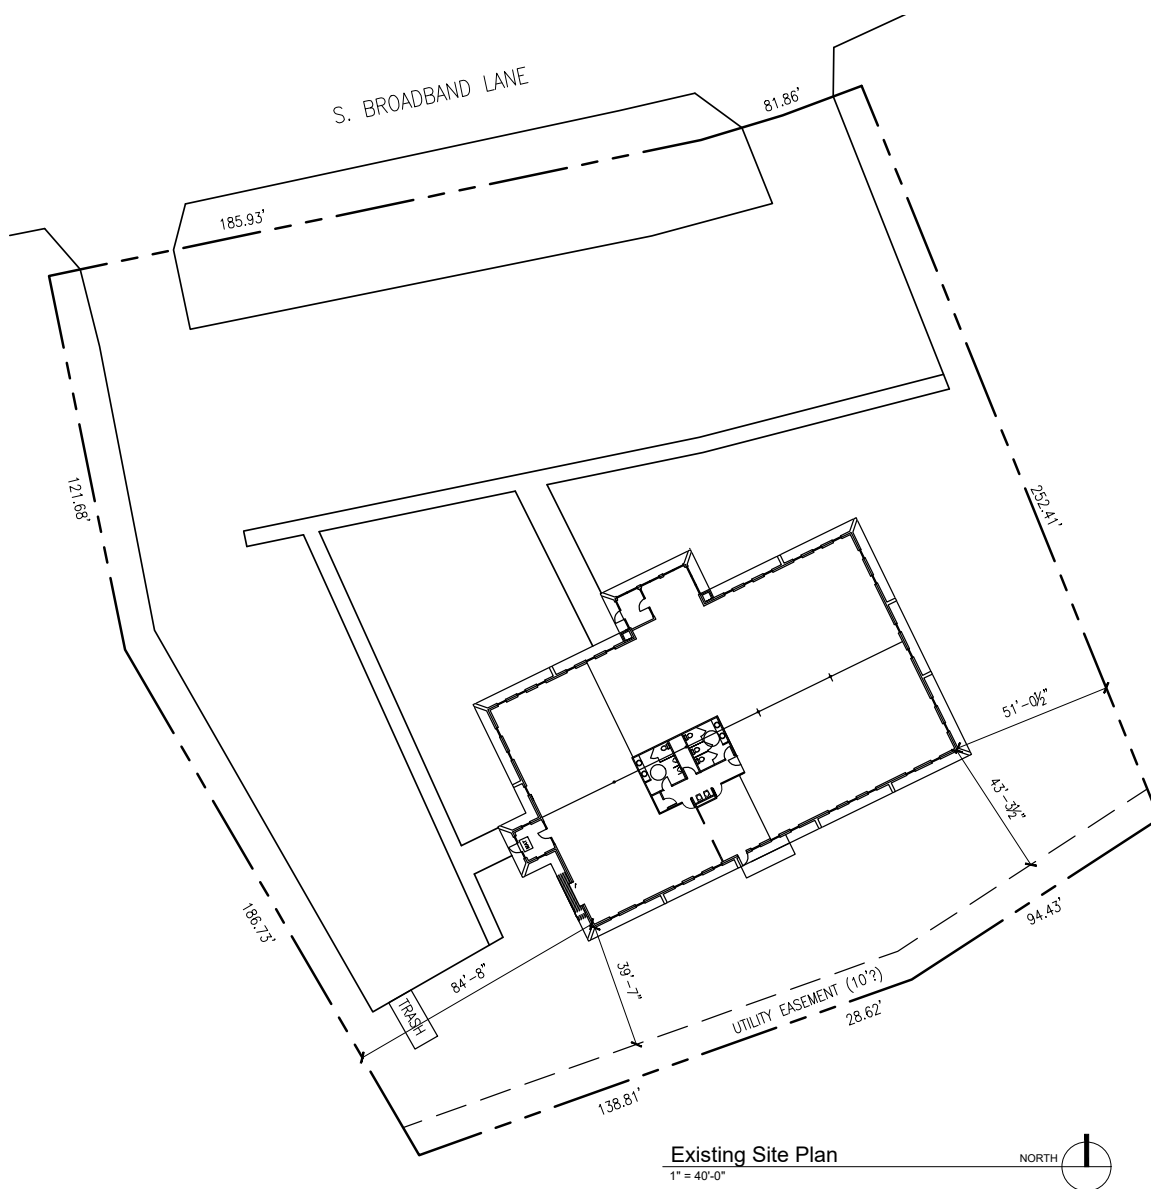 S. BROADBAND LANE
81.86'
185.93'
121.68'
252.41'
51'-0½"
43'-3½"
186.73'
84'-8"
39'-7"
TRASH
94.43'
UTILITY EASEMENT (10'?)
28.62'
138.81'
Existing Site Plan
1" = 40'-0"
NORTH